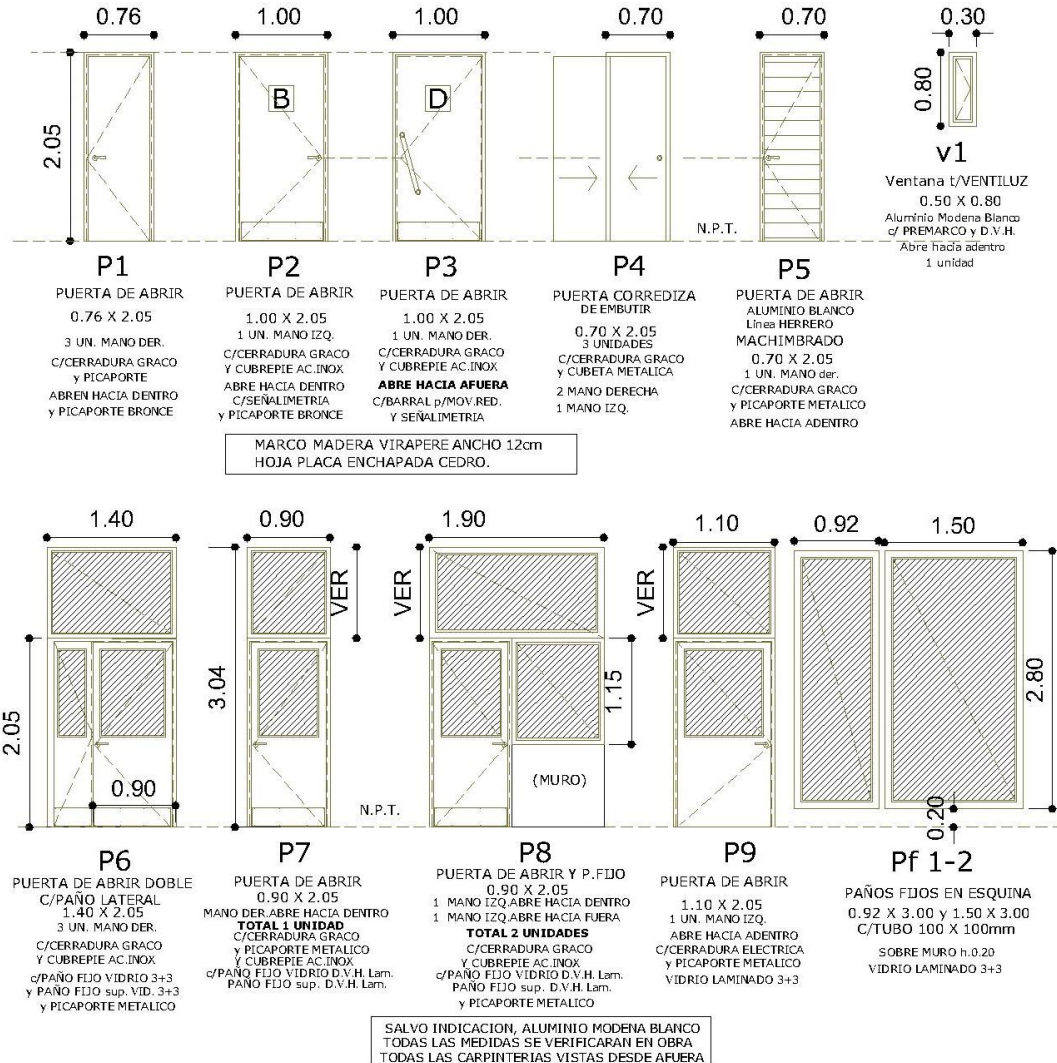 0.76
1.00
1.00
0.70
0.70
0.30
2.05
B
D
0.80
N.P.T.
P1
PUERTA DE ABRIR
0.76 X 2.05
3 UN. MANO DER.
C/CERRADURA GRACO
y PICAPORTE
ABREN HACIA DENTRO
y PICAPORTE BRONCE
P2
PUERTA DE ABRIR
1.00 X 2.05
1 UN. MANO IZQ.
C/CERRADURA GRACO
Y CUBREPIE AC.INOX
ABRE HACIA DENTRO
C/SEÑALIMETRIA
y PICAPORTE BRONCE
P3
PUERTA DE ABRIR
1.00 X 2.05
1 UN. MANO DER.
C/CERRADURA GRACO
Y CUBREPIE AC.INOX
ABRE HACIA AFUERA
C/BARRAL p/MOV.RED.
Y SEÑALIMETRIA
P4
PUERTA CORREDIZA
DE EMBUTIR
0.70 X 2.05
3 UNIDADES
C/CERRADURA GRACO
y CUBETA METALICA
2 MANO DERECHA
1 MANO IZQ.
P5
PUERTA DE ABRIR
ALUMINIO BLANCO
Linea HERRERO
MACHIMBRADO
0.70 X 2.05
1 UN. MANO der.
C/CERRADURA GRACO
y PICAPORTE METALICO
ABRE HACIA ADENTRO
v1
Ventana t/VENTILUZ
0.50 X 0.80
Aluminio Modena Blanco
c/ PREMARCO y D.V.H.
Abre hacia adentro
1 unidad
MARCO MADERA VIRAPERE ANCHO 12cm
HOJA PLACA ENCHAPADA CEDRO.
1.40
0.90
1.90
1.10
0.92
1.50
VER
VER
VER
2.05
0.90
3.04
1.15
(MURO)
2.80
0.20
N.P.T.
P6
PUERTA DE ABRIR DOBLE
C/PAÑO LATERAL
1.40 X 2.05
3 UN. MANO DER.
C/CERRADURA GRACO
Y CUBREPIE AC.INOX
c/PAÑO FIJO VIDRIO 3+3
y PAÑO FIJO sup. VID. 3+3
y PICAPORTE METALICO
P7
PUERTA DE ABRIR
0.90 X 2.05
MANO DER.ABRE HACIA DENTRO
TOTAL 1 UNIDAD
C/CERRADURA GRACO
y PICAPORTE METALICO
Y CUBREPIE AC.INOX
c/PAÑO FIJO VIDRIO D.V.H. Lam.
PAÑO FIJO sup. D.V.H. Lam.
P8
PUERTA DE ABRIR Y P.FIJO
0.90 X 2.05
1 MANO IZQ.ABRE HACIA DENTRO
1 MANO IZQ.ABRE HACIA FUERA
TOTAL 2 UNIDADES
C/CERRADURA GRACO
Y CUBREPIE AC.INOX
c/PAÑO FIJO VIDRIO D.V.H. Lam.
PAÑO FIJO sup. D.V.H. Lam.
y PICAPORTE METALICO
P9
PUERTA DE ABRIR
1.10 X 2.05
1 UN. MANO IZQ.
ABRE HACIA ADENTRO
C/CERRADURA ELECTRICA
y PICAPORTE METALICO
VIDRIO LAMINADO 3+3
Pf 1-2
PAÑOS FIJOS EN ESQUINA
0.92 X 3.00 y 1.50 X 3.00
C/TUBO 100 X 100mm
SOBRE MURO h.0.20
VIDRIO LAMINADO 3+3
SALVO INDICACION, ALUMINIO MODENA BLANCO
TODAS LAS MEDIDAS SE VERIFICARAN EN OBRA
TODAS LAS CARPINTERIAS VISTAS DESDE AFUERA